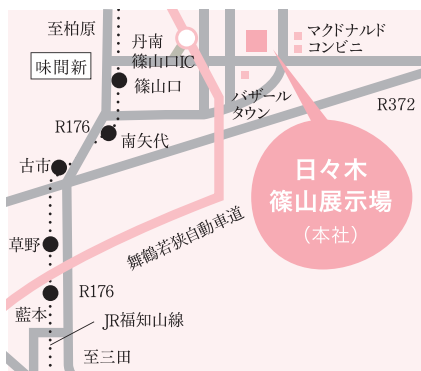 至柏原
丹南
篠山口IC
マクドナルド
コンビニ
味間新
篠山口
バザール
タウン
R372
R176
南矢代
古市
日々木
篠山展示場
(本社)
草野
舞鶴若狭自動車道
R176
藍本
JR福知山線
至三田